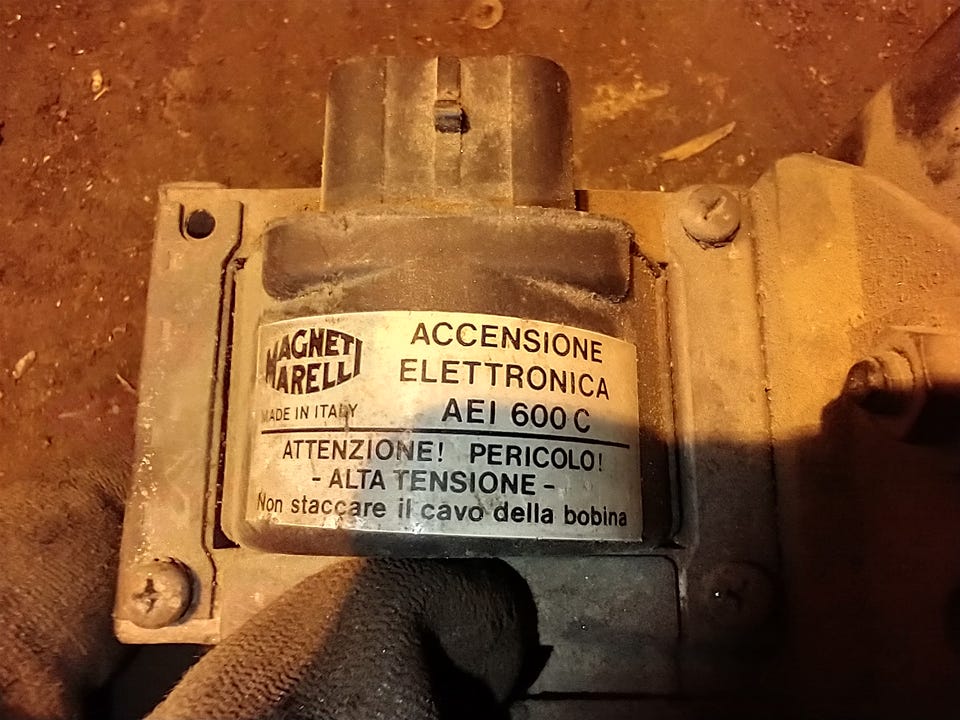 MAGNETI
MARELLI
MADE IN ITALY
ACCENSIONE
ELETTRONICA
AEI 600 C
ATTENZIONE! PERICOLO!
- ALTA TENSIONE -
Non staccare il cavo della bobina